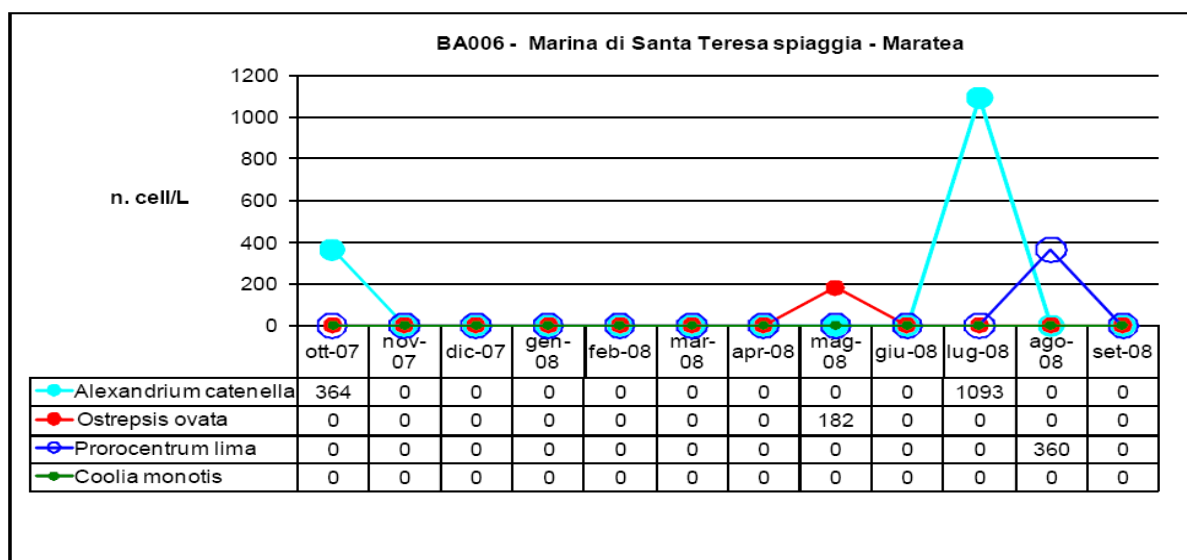 BA006 - Marina di Santa Teresa spiaggia - Maratea
1200
1000
800
600
400
200
0
n. cell/L
ott-07 nov-07 dic-07 gen-08 feb-08 mar-08 apr-08 mag-08 giu-08 lug-08 ago-08 set-08
Alexandrium catenella 364 0 0 0 0 0 0 0 0 1093 0 0
Ostrepsis ovata 0 0 0 0 0 0 0 182 0 0 0 0
Prorocentrum lima 0 0 0 0 0 0 0 0 0 0 360 0
Coolia monotis 0 0 0 0 0 0 0 0 0 0 0 0